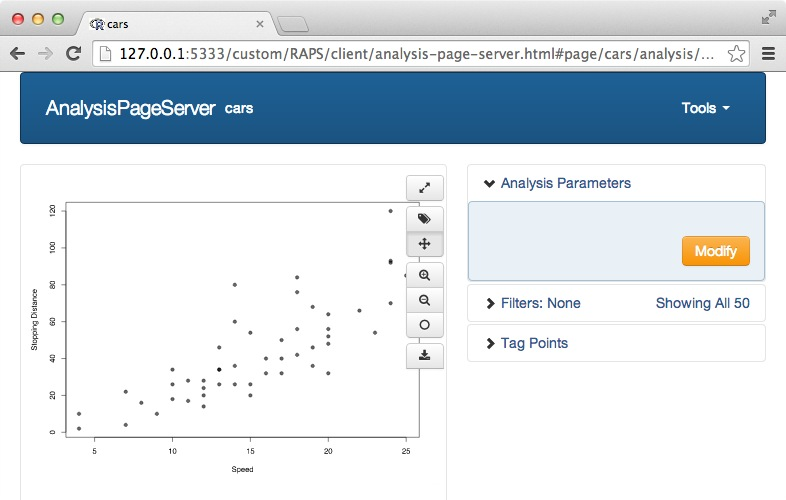 cars
127.0.0.1:5333/custom/RAPS/client/analysis-page-server.html#page/cars/analysis/...
AnalysisPageServer cars
Tools
Analysis Parameters
Modify
Filters: None Showing All 50
Tag Points
120
100
80
60
40
20
0
Stopping Distance
5 10 15 20 25
Speed